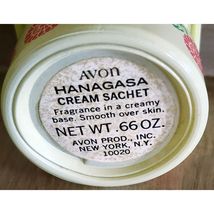 AVON
HANAGASA
CREAM SACHET
Fragrance in a creamy
base. Smooth over skin.
NET WT .66 OZ.
AVON PROD., INC.
NEW YORK, N.Y.
10020